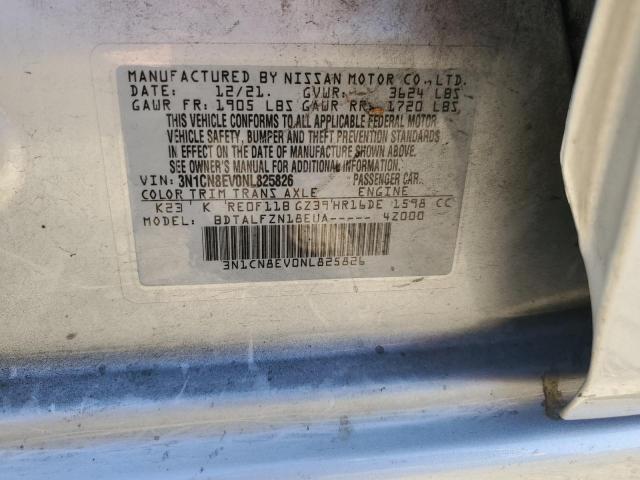 MANUFACTURED BY NISSAN MOTOR CO., LTD.
DATE: 12/21. GVWR: 3624 LBS
GAWR FR: 1905 LBS GAWR RR: 1720 LBS
THIS VEHICLE CONFORMS TO ALL APPLICABLE FEDERAL MOTOR
VEHICLE SAFETY, BUMPER AND THEFT PREVENTION STANDARDS
IN EFFECT ON THE DATE OF MANUFACTURE SHOWN ABOVE.
SEE OWNER'S MANUAL FOR ADDITIONAL INFORMATION.
VIN: 3N1CN8EV0NL825826 PASSENGER CAR
COLOR TRIM TRANS AXLE ENGINE
K23 K RE0F11B GZ39 HR16DE 1598 CC
MODEL: BDTALFZN18EUA----- 4Z000
3N1CN8EV0NL825826